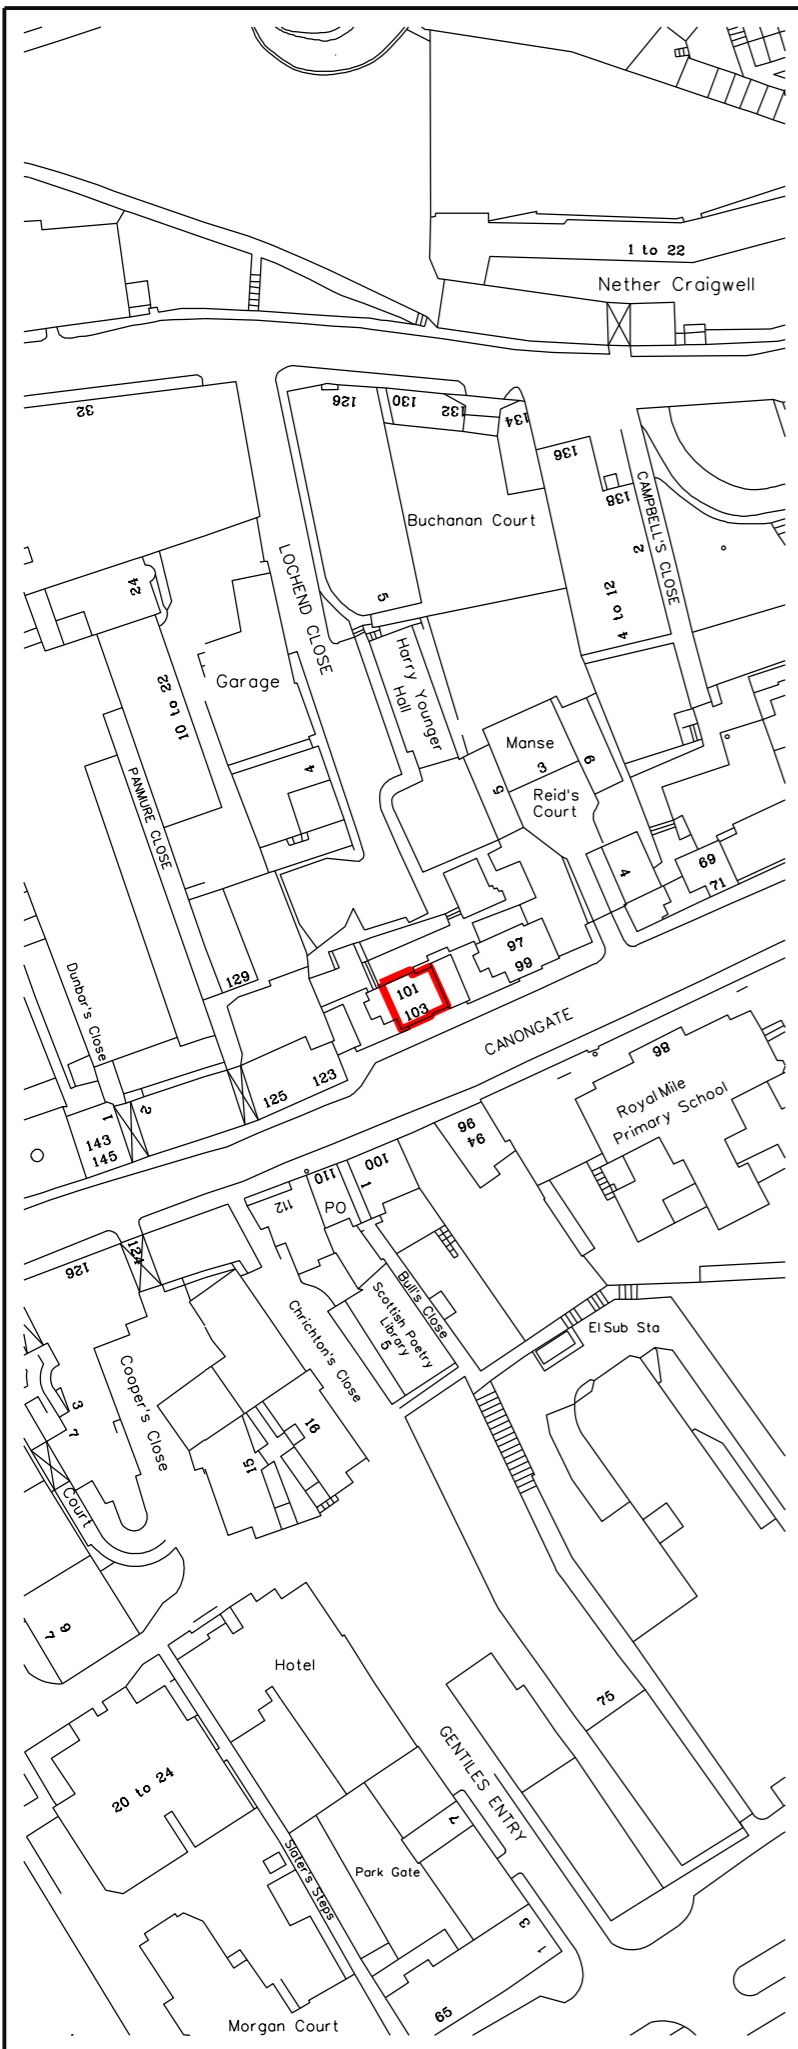 1 to 22
Nether Craigwell
32
126
130
132
134
136
138
CAMPBELL'S CLOSE
2
4 to 12
Buchanan Court
LOCHEND CLOSE
5
24
10 to 22
Garage
Harry Younger
Hall
Manse
3
9
5
Reid's
Court
4
PANMURE CLOSE
4
69
71
129
97
99
101
103
Dunbar's Close
CANONGATE
123
125
2
1
143
145
86
Royal Mile
Primary School
94
96
100
1
110
112
PO
124
126
Bull's Close
Scottish Poetry
Library
5
Chrichton's Close
El Sub Sta
Cooper's Close
3
7
16
15
Court
9
7
Hotel
75
20 to 24
GENTILES ENTRY
7
Slater's Steps
Park Gate
3
1
65
Morgan Court